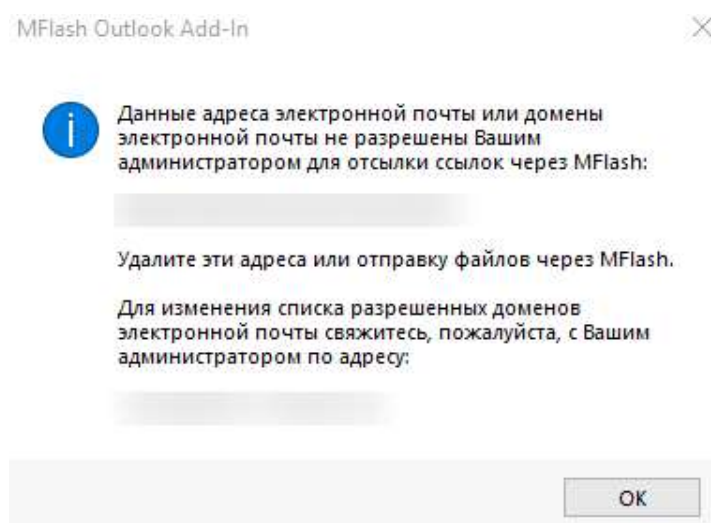 MFlash Outlook Add-In
Данные адреса электронной почты или домены
электронной почты не разрешены Вашим
администратором для отсылки ссылок через MFlash:
Удалите эти адреса или отправку файлов через MFlash.
Для изменения списка разрешенных доменов
электронной почты свяжитесь, пожалуйста, с Вашим
администратором по адресу:
OK